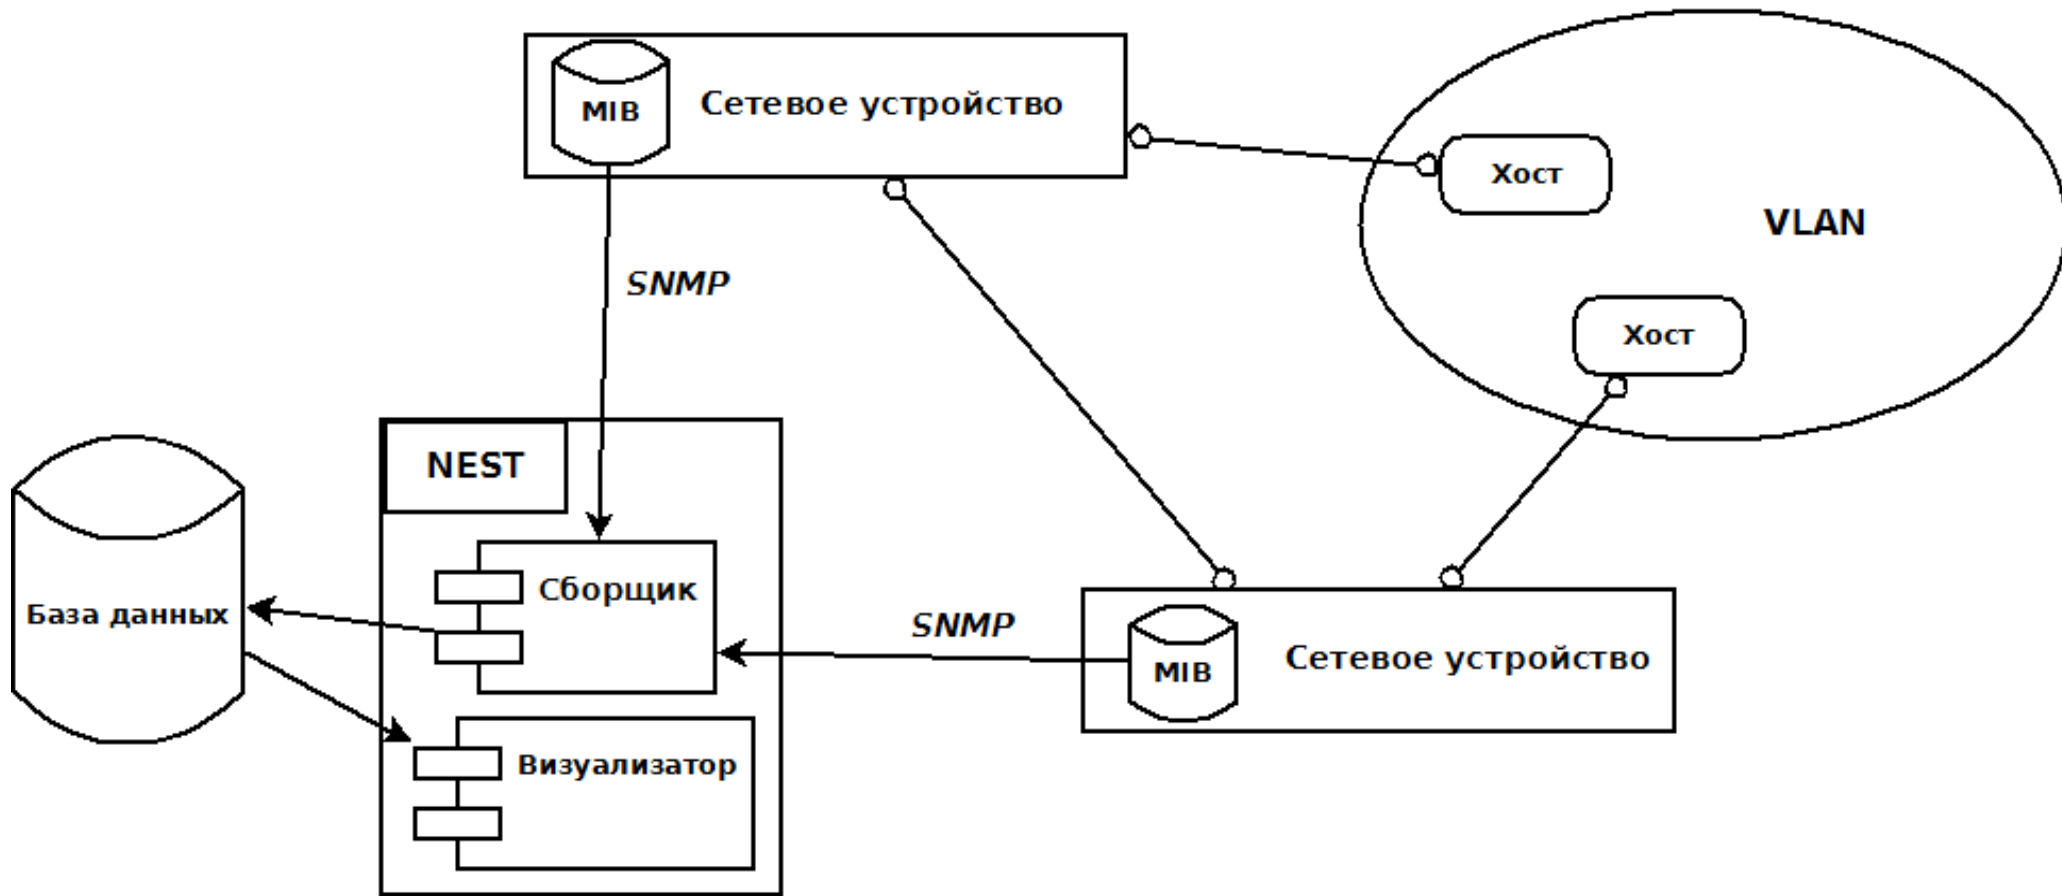 MIB
Сетевое устройство
Хост
VLAN
SNMP
Хост
NEST
База данных
Сборщик
SNMP
MIB
Сетевое устройство
Визуализатор